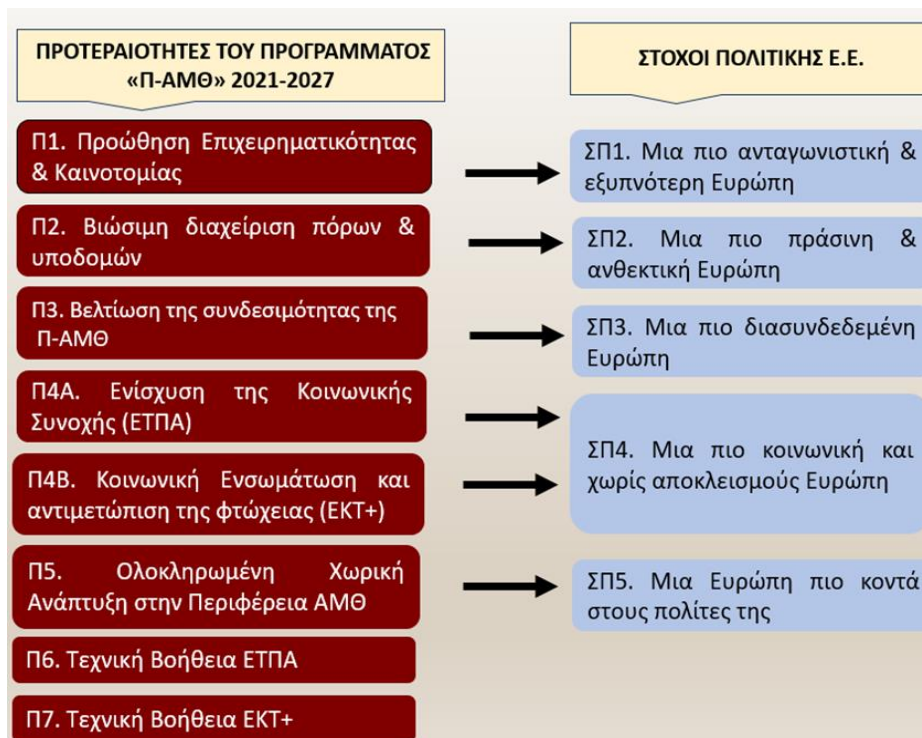 ΠΡΟΤΕΡΑΙΟΤΗΤΕΣ ΤΟΥ ΠΡΟΓΡΑΜΜΑΤΟΣ
«Π-ΑΜΘ» 2021-2027
ΣΤΟΧΟΙ ΠΟΛΙΤΙΚΗΣ Ε.Ε.
Π1. Προώθηση Επιχειρηματικότητας
& Καινοτομίας
ΣΠ1. Μια πιο ανταγωνιστική &
εξυπνότερη Ευρώπη
Π2. Βιώσιμη διαχείριση πόρων &
υποδομών
ΣΠ2. Μια πιο πράσινη &
ανθεκτική Ευρώπη
Π3. Βελτίωση της συνδεσιμότητας της
Π-ΑΜΘ
ΣΠ3. Μια πιο διασυνδεδεμένη
Ευρώπη
Π4Α. Ενίσχυση της Κοινωνικής
Συνοχής (ΕΤΠΑ)
Π4Β. Κοινωνική Ενσωμάτωση και
αντιμετώπιση της φτώχειας (ΕΚΤ+)
ΣΠ4. Μια πιο κοινωνική και
χωρίς αποκλεισμούς Ευρώπη
Π5. Ολοκληρωμένη Χωρική
Ανάπτυξη στην Περιφέρεια ΑΜΘ
ΣΠ5. Μια Ευρώπη πιο κοντά
στους πολίτες της
Π6. Τεχνική Βοήθεια ΕΤΠΑ
Π7. Τεχνική Βοήθεια ΕΚΤ+